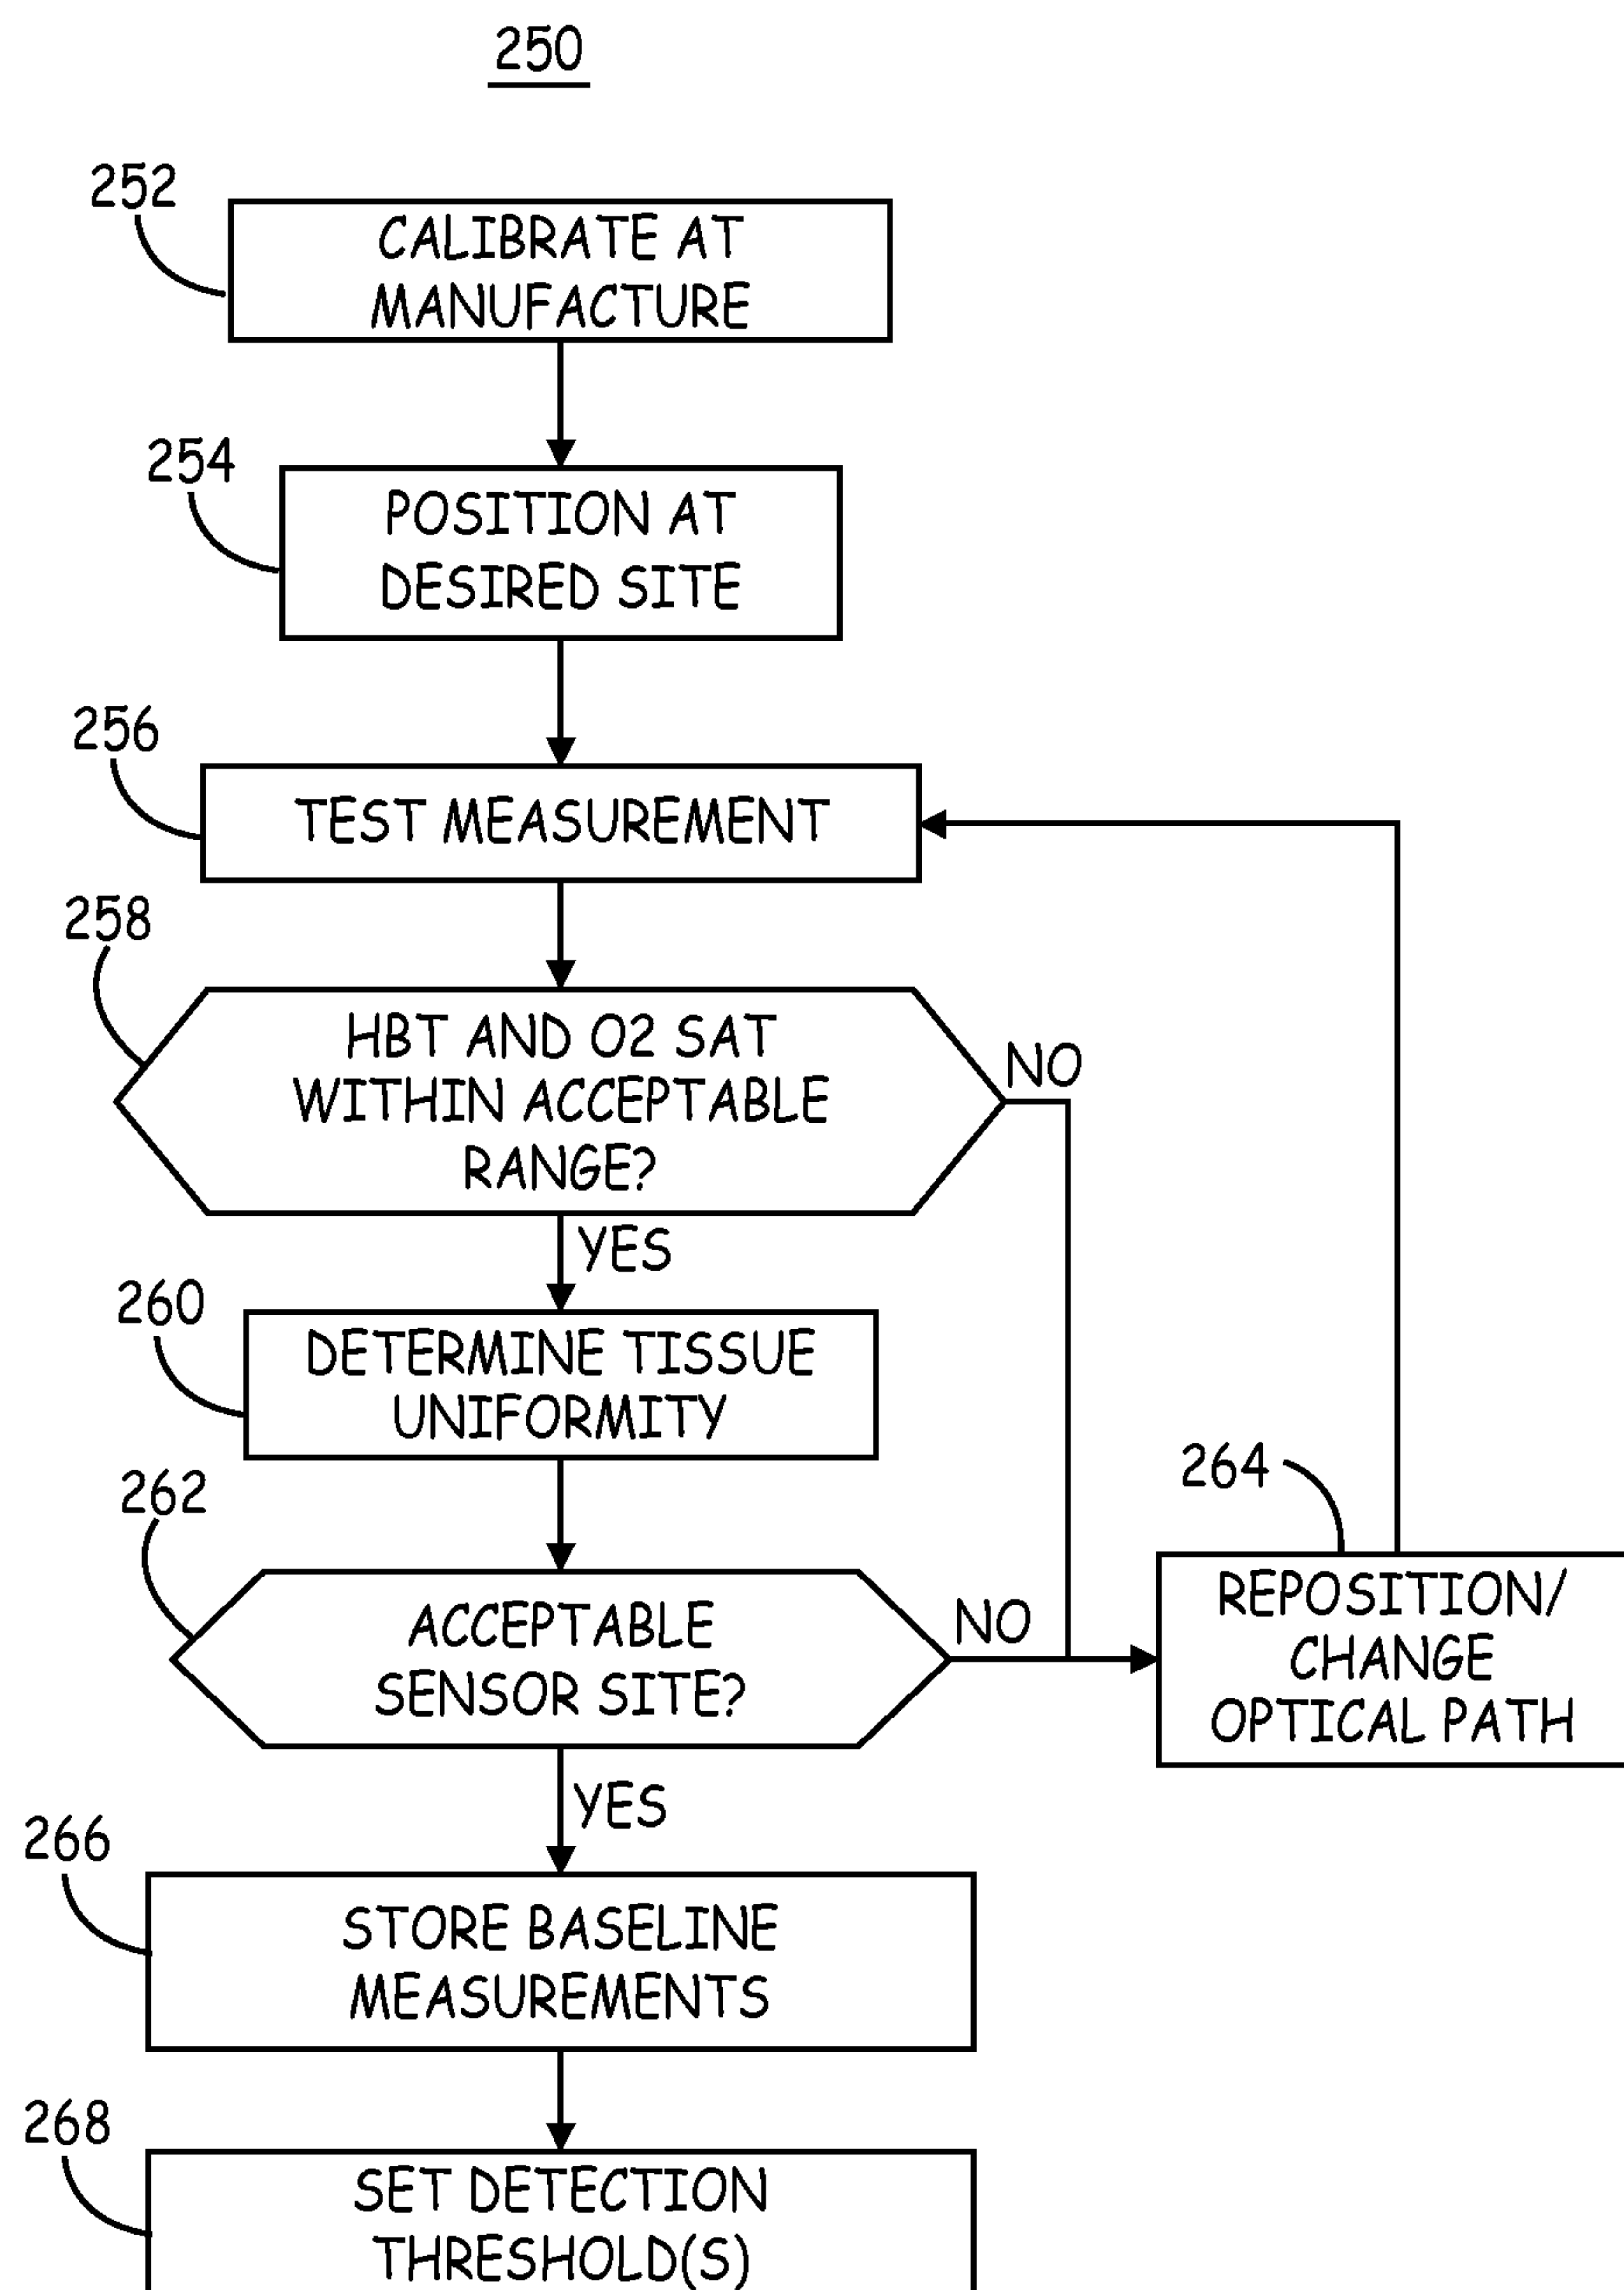 250
252
CALIBRATE AT
MANUFACTURE
254
POSITION AT
DESIRED SITE
256
TEST MEASUREMENT
258
HBT AND O2 SAT
WITHIN ACCEPTABLE
RANGE?
NO
YES
260
DETERMINE TISSUE
UNIFORMITY
262
ACCEPTABLE
SENSOR SITE?
NO
264
REPOSITION/
CHANGE
OPTICAL PATH
YES
266
STORE BASELINE
MEASUREMENTS
268
SET DETECTION
THRESHOLD(S)